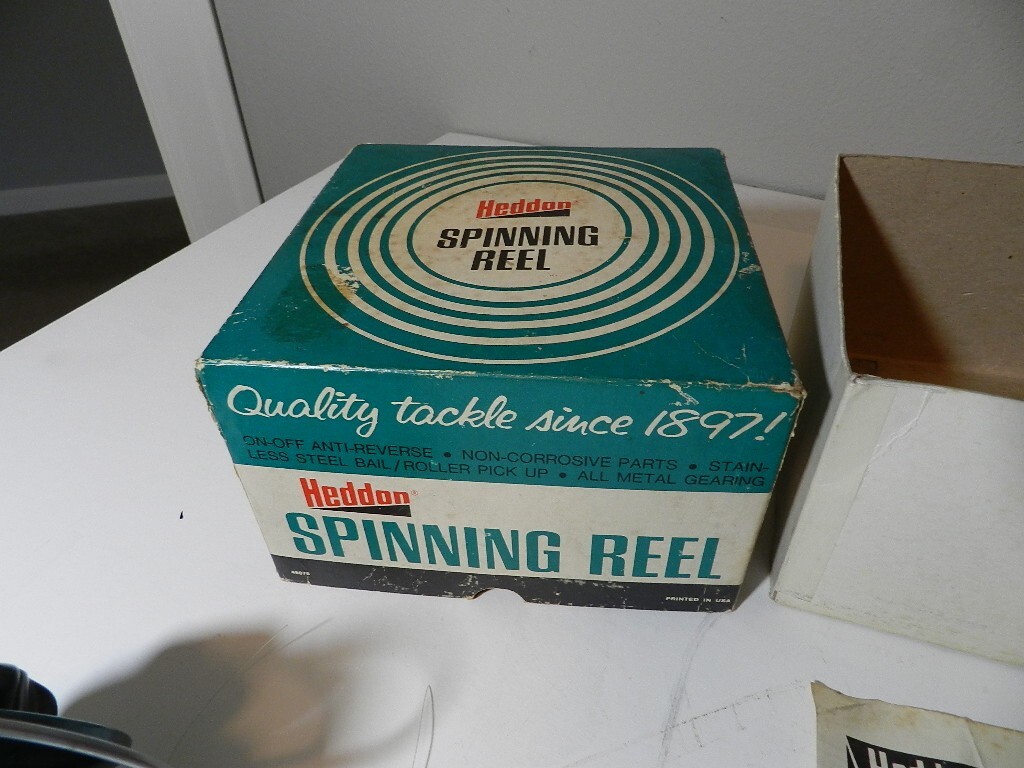 Heddon
SPINNING
REEL
Quality tackle since 1897!
ON-OFF ANTI-REVERSE • NON-CORROSIVE PARTS • STAIN-
LESS STEEL BAIL/ROLLER PICK UP • ALL METAL GEARING
Heddon®
SPINNING REEL
PRINTED IN USA